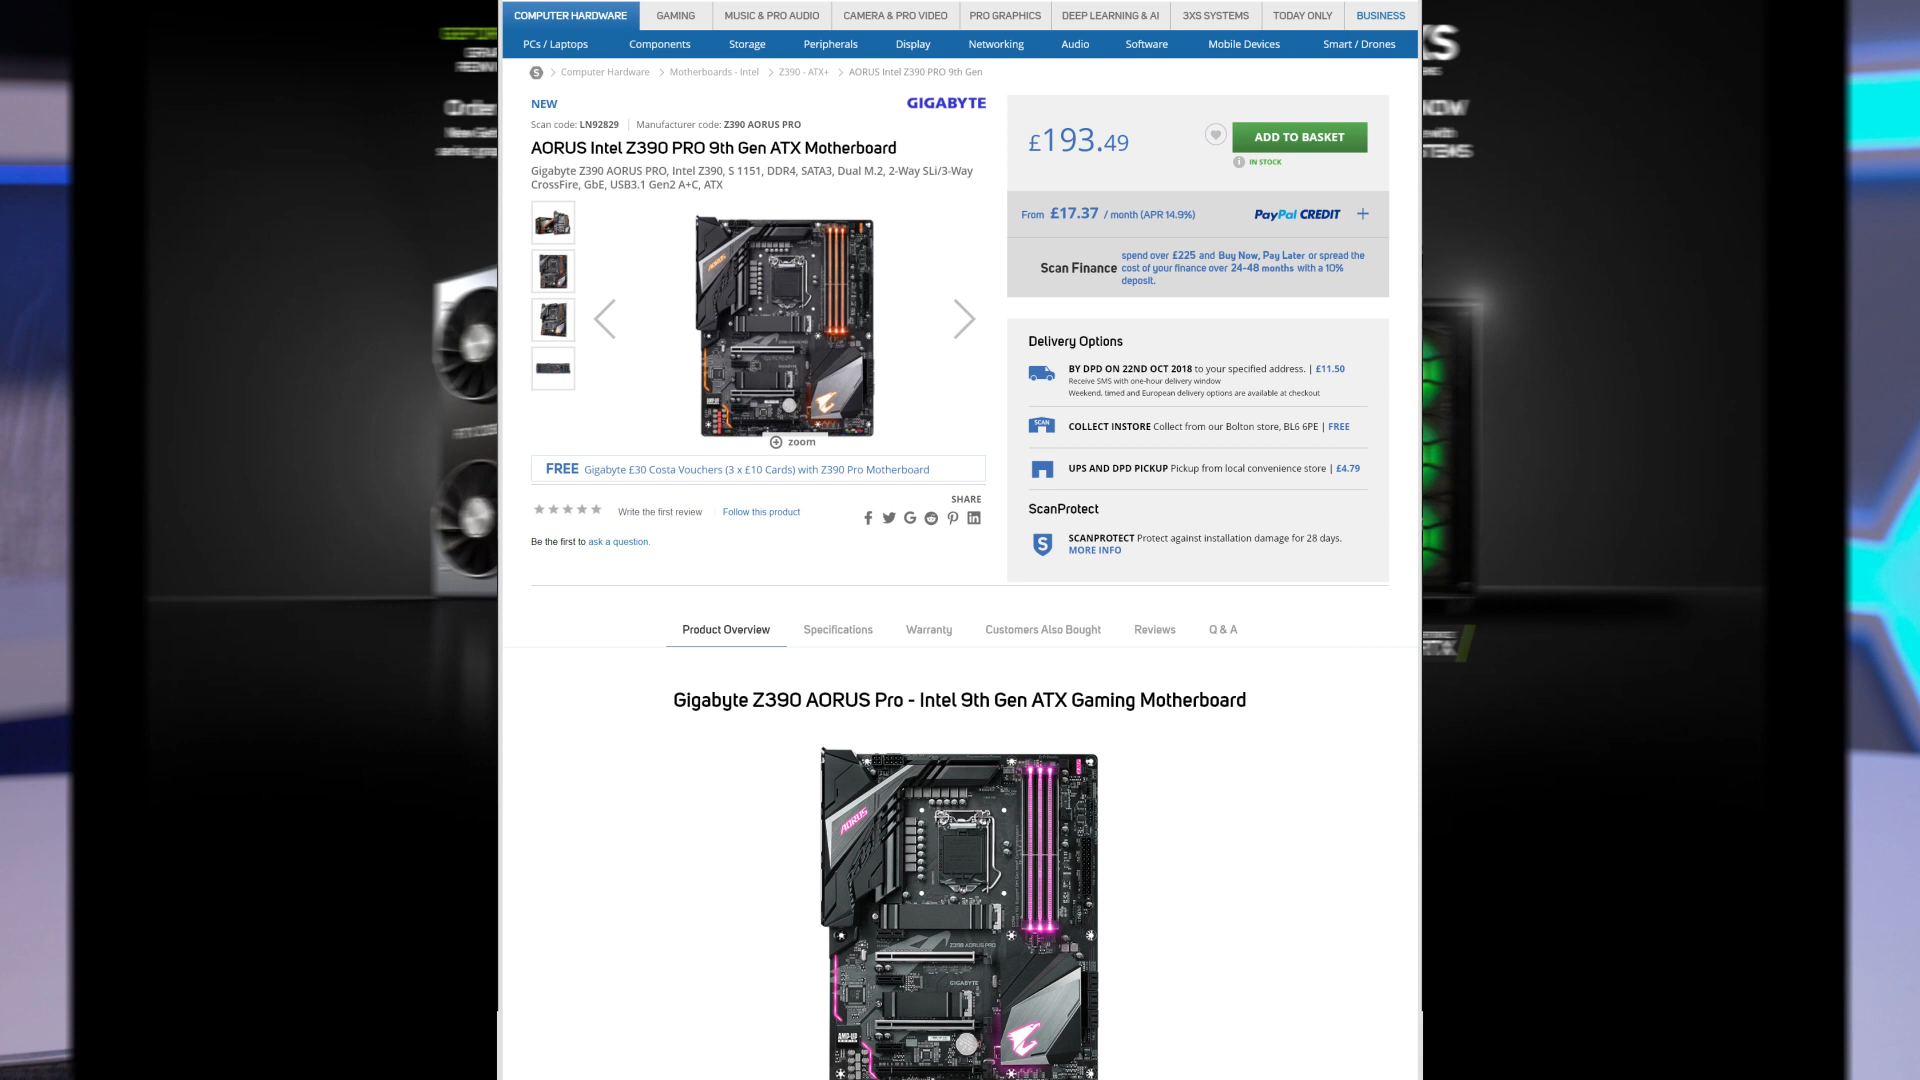 COMPUTER HARDWARE GAMING MUSIC & PRO AUDIO CAMERA & PRO VIDEO PRO GRAPHICS DEEP LEARNING & AI 3XS SYSTEMS TODAY ONLY BUSINESS
PCs / Laptops Components Storage Peripherals Display Networking Audio Software Mobile Devices Smart / Drones
S Computer Hardware Motherboards - Intel Z390 - ATX+ AORUS Intel Z390 PRO 9th Gen
NEW
GIGABYTE
Scan code: LN92829 Manufacturer code: Z390 AORUS PRO
AORUS Intel Z390 PRO 9th Gen ATX Motherboard
Gigabyte Z390 AORUS PRO, Intel Z390, S 1151, DDR4, SATA3, Dual M.2, 2-Way SLi/3-Way
CrossFire, GbE, USB3.1 Gen2 A+C, ATX
zoom
FREE Gigabyte £30 Costa Vouchers (3 x £10 Cards) with Z390 Pro Motherboard
SHARE
Write the first review Follow this product
Be the first to ask a question.
£193.49
ADD TO BASKET
IN STOCK
From £17.37 / month (APR 14.9%) PayPal CREDIT +
Scan Finance
spend over £225 and Buy Now, Pay Later or spread the
cost of your finance over 24-48 months with a 10%
deposit.
Delivery Options
BY DPD ON 22ND OCT 2018 to your specified address. | £11.50
Receive SMS with one-hour delivery window
Weekend, timed and European delivery options are available at checkout
SCAN
COLLECT INSTORE Collect from our Bolton store, BL6 6PE | FREE
UPS AND DPD PICKUP Pickup from local convenience store | £4.79
ScanProtect
S
SCANPROTECT Protect against installation damage for 28 days.
MORE INFO
Product Overview Specifications Warranty Customers Also Bought Reviews Q & A
Gigabyte Z390 AORUS Pro - Intel 9th Gen ATX Gaming Motherboard
AORUS
Z390 AORUS PRO
GIGABYTE
AMP-UP